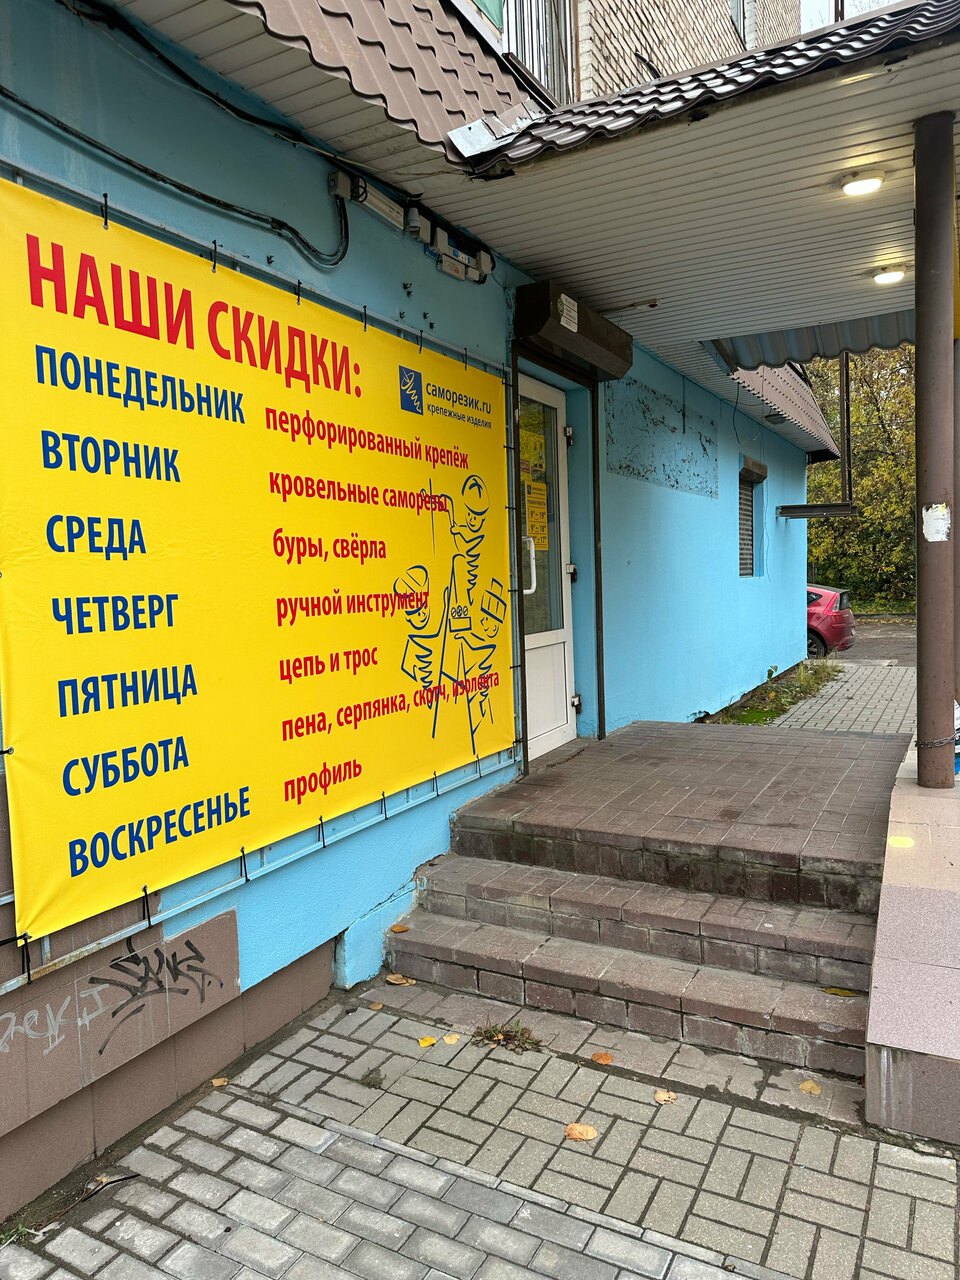 НАШИ СКИДКИ:
саморезик.ru
крепежные изделия
ПОНЕДЕЛЬНИК перфорированный крепёж
ВТОРНИК кровельные саморезы
СРЕДА буры, свёрла
ЧЕТВЕРГ ручной инструмент
ПЯТНИЦА цепь и трос
СУББОТА пена, серпянка, скотч, изолента
ВОСКРЕСЕНЬЕ профиль